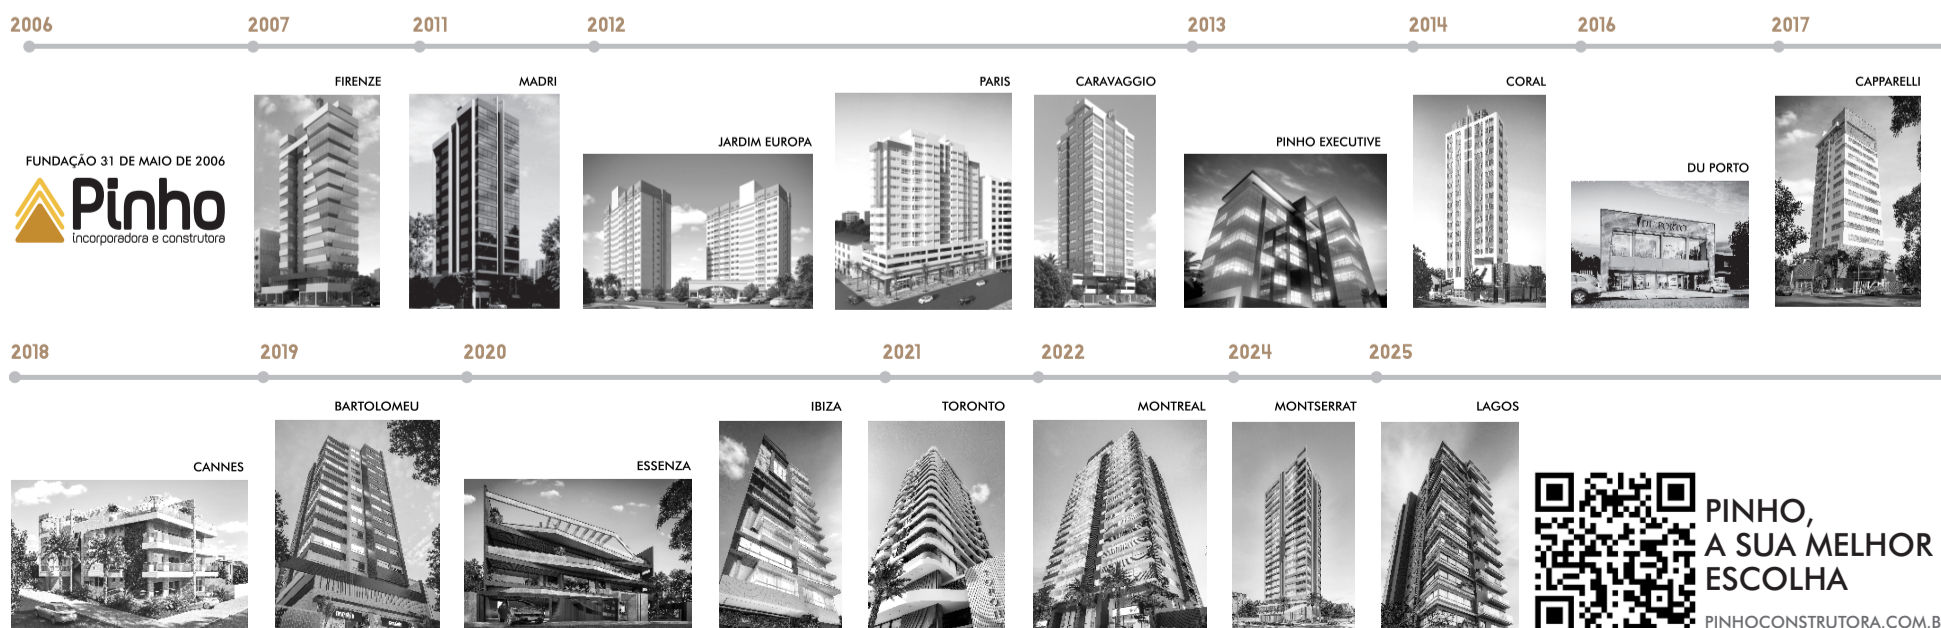 2006
2007
2011
2012
2013
2014
2016
2017
FIRENZE
MADRI
JARDIM EUROPA
PARIS
CARAVAGGIO
PINHO EXECUTIVE
CORAL
DU PORTO
CAPPARELLI
FUNDAÇÃO 31 DE MAIO DE 2006
Pinho
incorporadora e construtora
DU PORTO
2018
2019
2020
2021
2022
2024
2025
CANNES
BARTOLOMEU
ESSENZA
IBIZA
TORONTO
MONTREAL
MONTSERRAT
LAGOS
PINHO,
A SUA MELHOR
ESCOLHA
PINHOCONSTRUTORA.COM.B